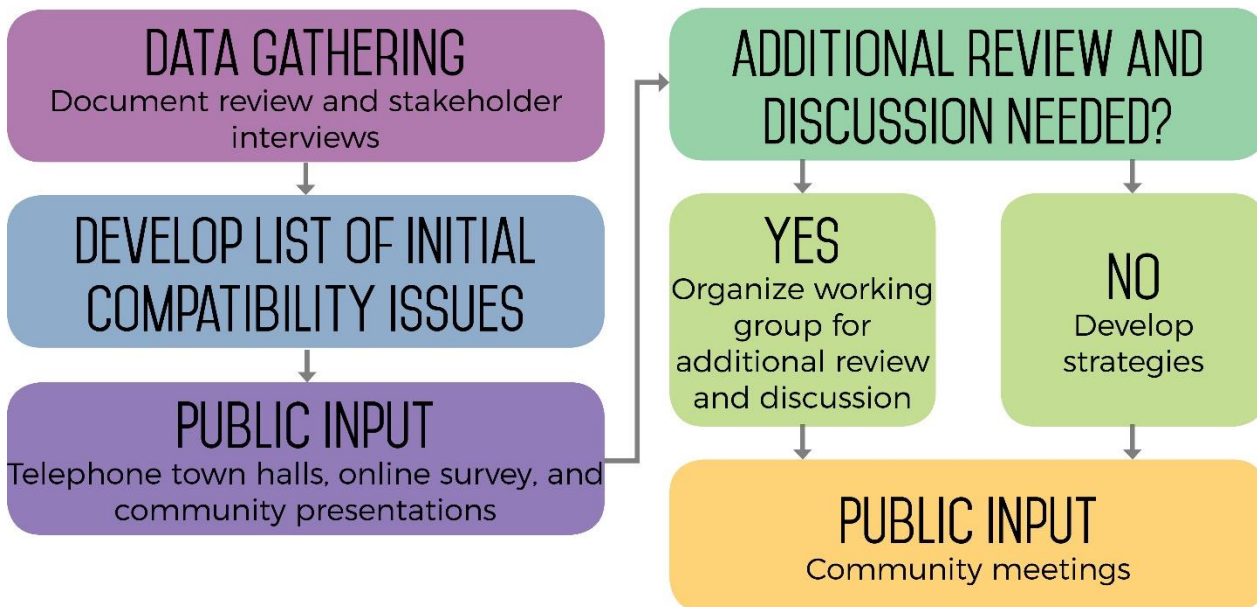 DATA GATHERING
Document review and stakeholder
interviews
DEVELOP LIST OF INITIAL
COMPATIBILITY ISSUES
PUBLIC INPUT
Telephone town halls, online survey, and
community presentations
ADDITIONAL REVIEW AND
DISCUSSION NEEDED?
YES
Organize working
group for
additional review
and discussion
NO
Develop
strategies
PUBLIC INPUT
Community meetings